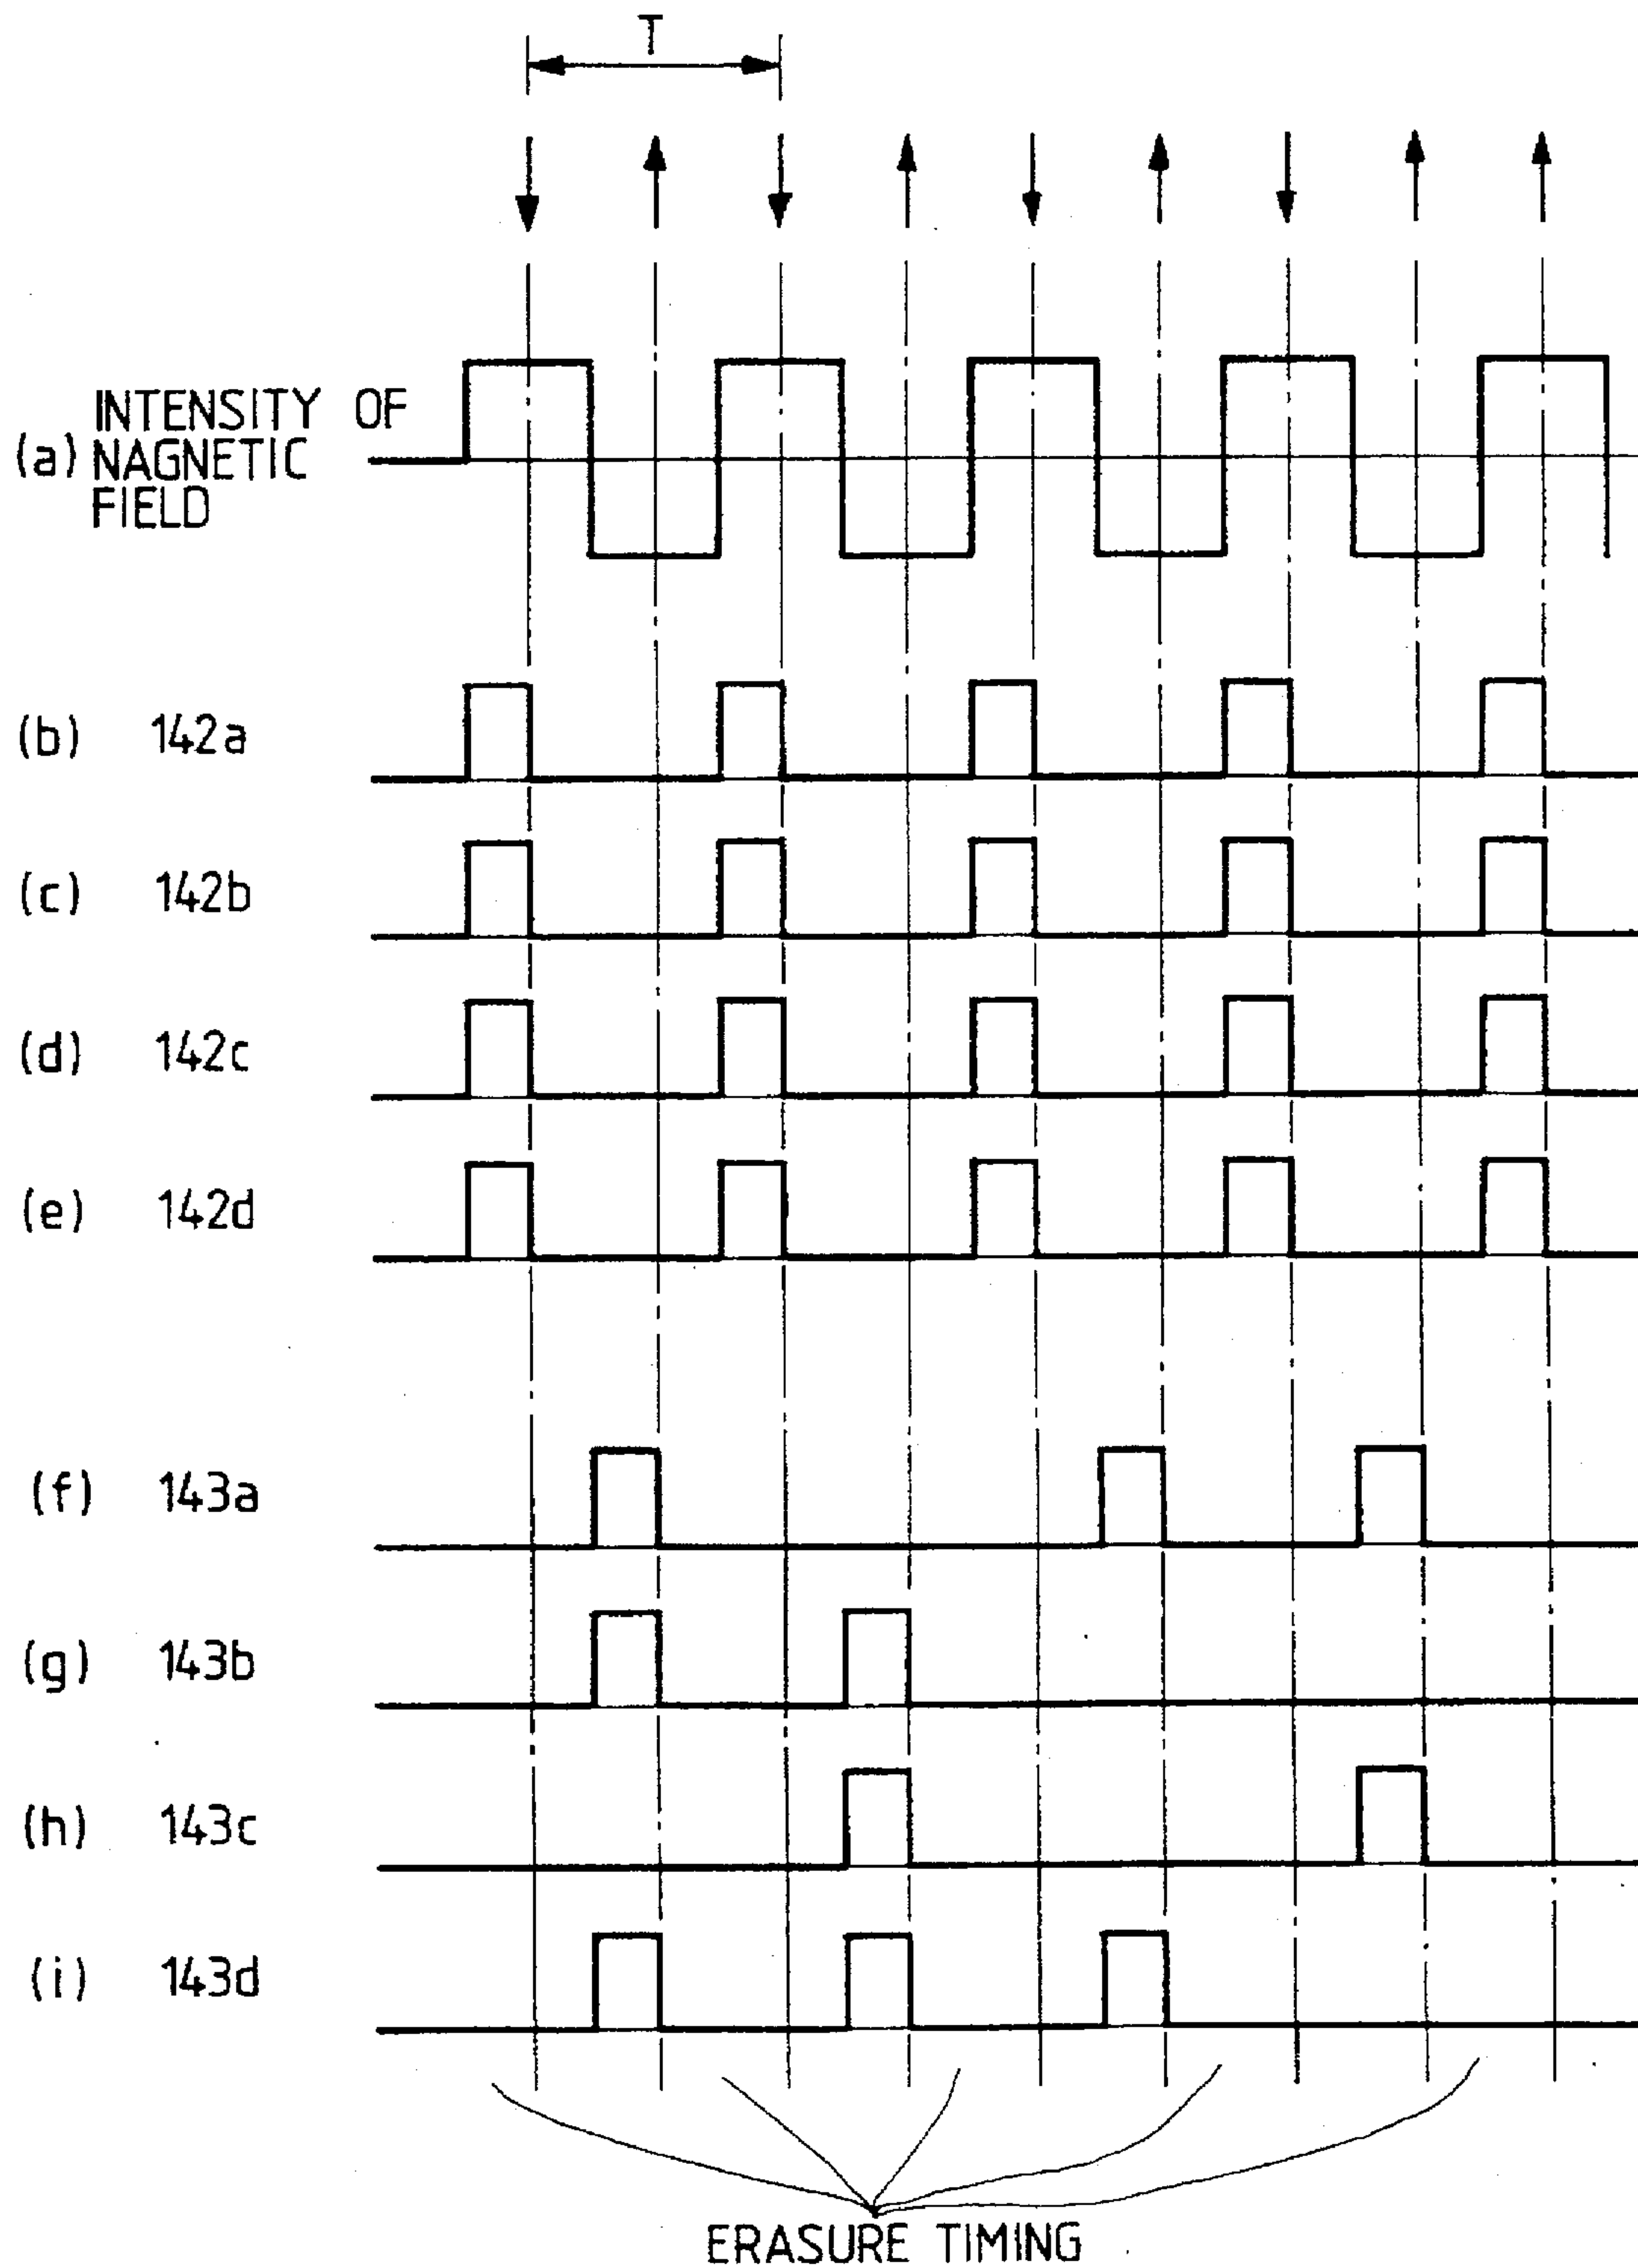 T
(a) INTENSITY OF
NAGNETIC
FIELD
(b) 142a
(c) 142b
(d) 142c
(e) 142d
(f) 143a
(g) 143b
(h) 143c
(i) 143d
ERASURE TIMING